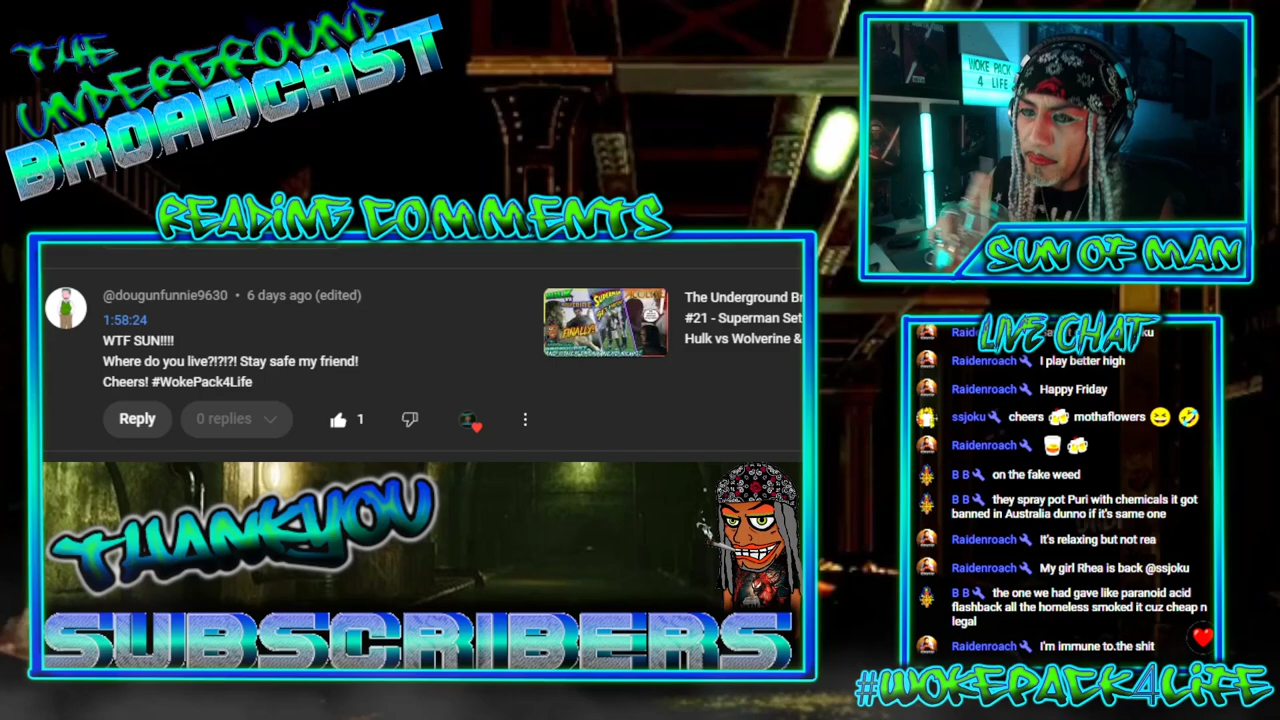 THE
UNDERGROUND
BROADCAST
READING COMMENTS
@dougunfunnie9630 • 6 days ago (edited)
1:58:24
WTF SUN!!!!
Where do you live?!?!?! Stay safe my friend!
Cheers! #WokePack4Life
Reply
0 replies
1
The Underground Br
#21 - Superman Set
Hulk vs Wolverine &
FINALLY!
THANKYOU
SUBSCRIBERS
WOKE PACK
4 LIFE
SUN OF MAN
LIVE CHAT
Raidenroach I play better high
Raidenroach Happy Friday
ssjoku cheers 🍻 mothaflowers 😆 🤣
Raidenroach 🥃 🍻
B B on the fake weed
B B they spray pot Puri with chemicals it got
banned in Australia dunno if it's same one
Raidenroach It's relaxing but not rea
Raidenroach My girl Rhea is back @ssjoku
B B the one we had gave like paranoid acid
flashback all the homeless smoked it cuz cheap n
legal
Raidenroach I'm immune to.the shit
#WOKEPACK4LIFE